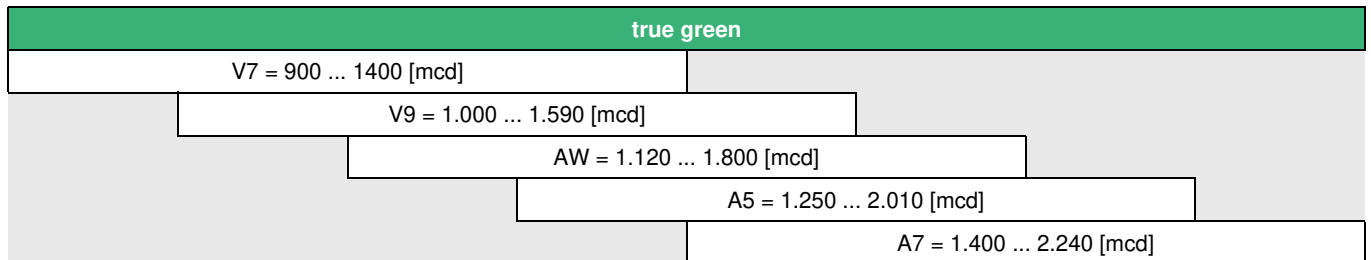 true green
V7 = 900 ... 1400 [mcd]
V9 = 1.000 ... 1.590 [mcd]
AW = 1.120 ... 1.800 [mcd]
A5 = 1.250 ... 2.010 [mcd]
A7 = 1.400 ... 2.240 [mcd]